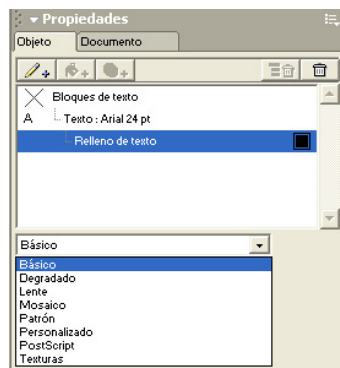 Propiedades
Objeto Documento
Bloques de texto
A Texto : Arial 24 pt
Relleno de texto
Básico
Básico
Degradado
Lente
Mosaico
Patrón
Personalizado
PostScript
Texturas